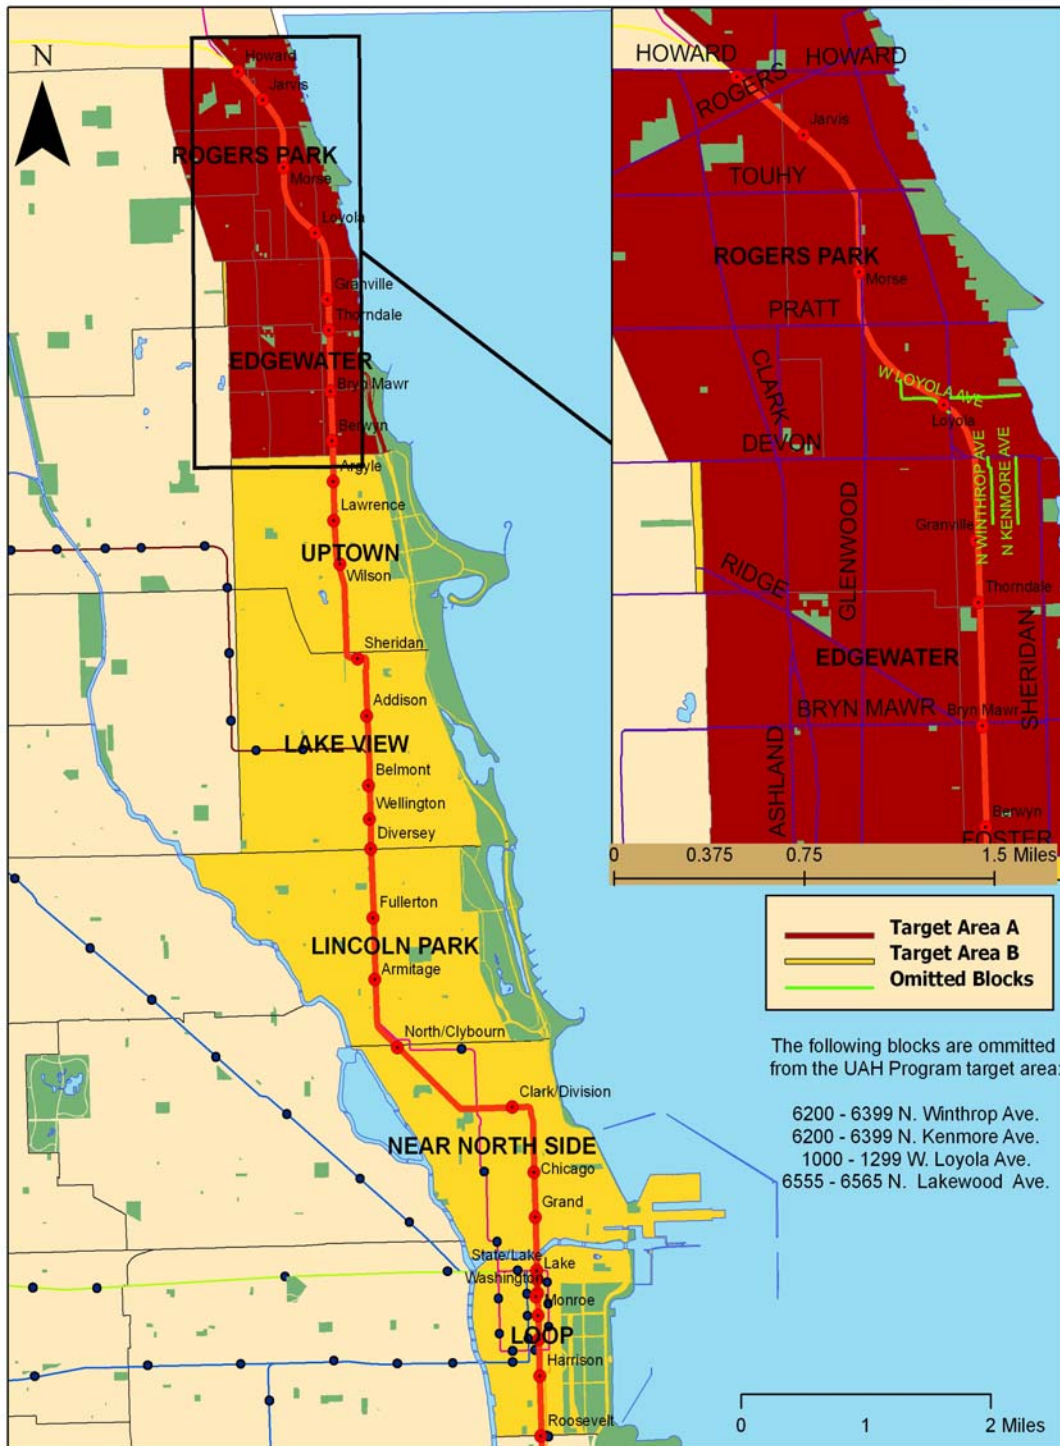 N
Howard
Jarvis
ROGERS PARK
Morse
Loyola
Granville
Thorndale
EDGEWATER
Bryn Mawr
Berwyn
Argyle
Lawrence
UPTOWN
Wilson
Sheridan
Addison
LAKE VIEW
Belmont
Wellington
Diversey
Fullerton
LINCOLN PARK
Armitage
North/Clybourn
Clark/Division
NEAR NORTH SIDE
Chicago
Grand
State/Lake
Lake
Washington
Monroe
LOOP
Harrison
Roosevelt
HOWARD
HOWARD
ROGERS
Jarvis
TOUHY
ROGERS PARK
Morse
PRATT
CLARK
W LOYOLA AVE
Loyola
DEVON
N WINTHROP AVE
N KENMORE AVE
GLENWOOD
Granville
RIDGE
Thorndale
EDGEWATER
SHERIDAN
BRYN MAWR
Bryn Mawr
ASHLAND
Berwyn
FOSTER
0 0.375 0.75 1.5 Miles
Target Area A
Target Area B
Omitted Blocks
The following blocks are ommitted
from the UAH Program target area:
6200 - 6399 N. Winthrop Ave.
6200 - 6399 N. Kenmore Ave.
1000 - 1299 W. Loyola Ave.
6555 - 6565 N. Lakewood Ave.
0 1 2 Miles